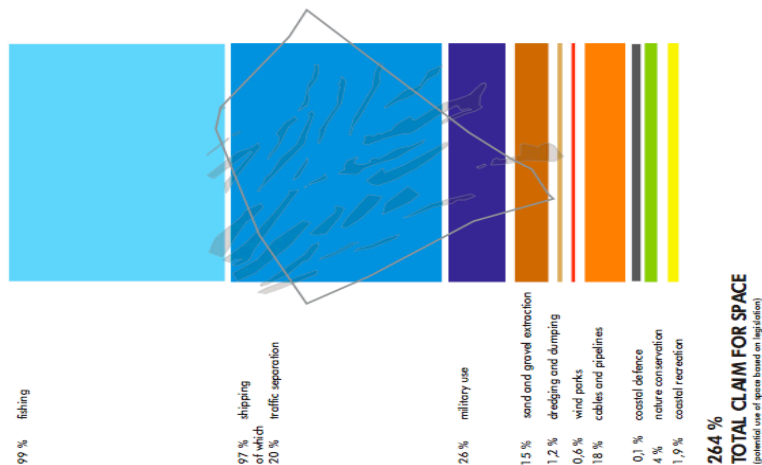 99 % fishing
97 % shipping
of which
20 % traffic separation
26 % military use
15 % sand and gravel extraction
1,2 % dredging and dumping
0,6 % wind parks
18 % cables and pipelines
0,1 % coastal defence
4 % nature conservation
1,9 % coastal recreation
264 %
TOTAL CLAIM FOR SPACE
(potential use of space based on legislation)